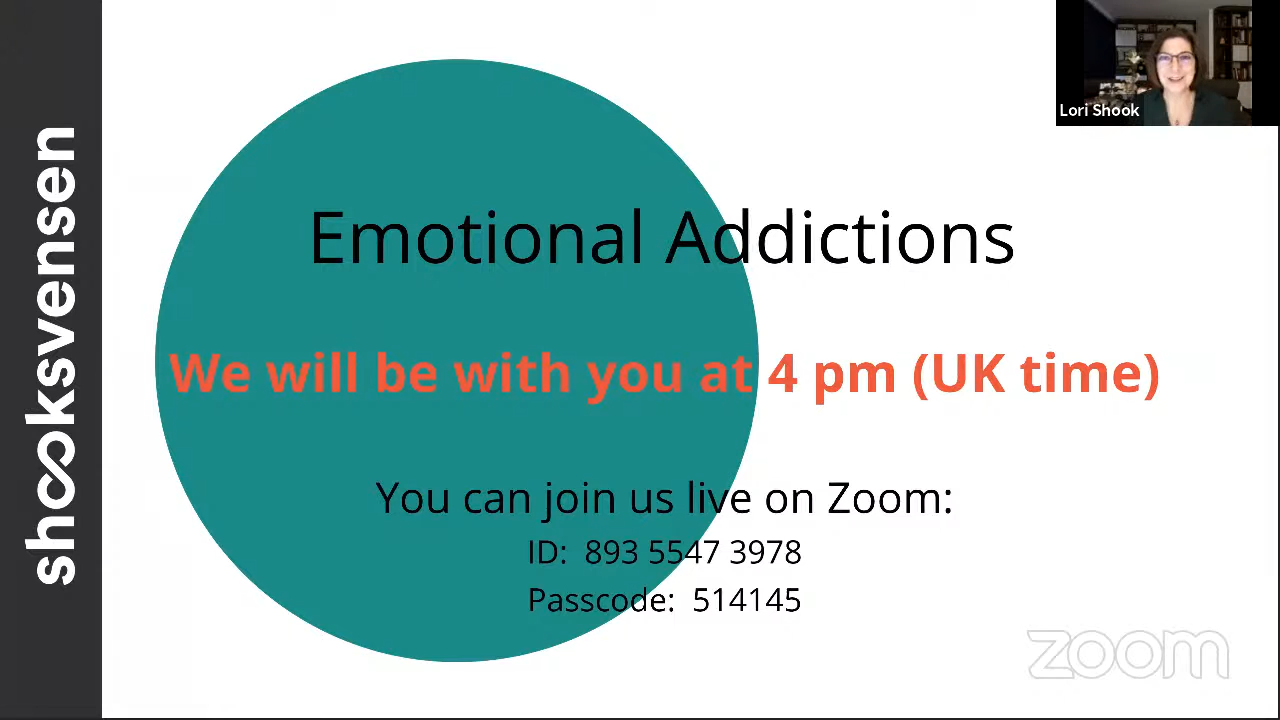 shooksvensen
Lori Shook
Emotional Addictions
We will be with you at 4 pm (UK time)
You can join us live on Zoom:
ID: 893 5547 3978
Passcode: 514145
zoom